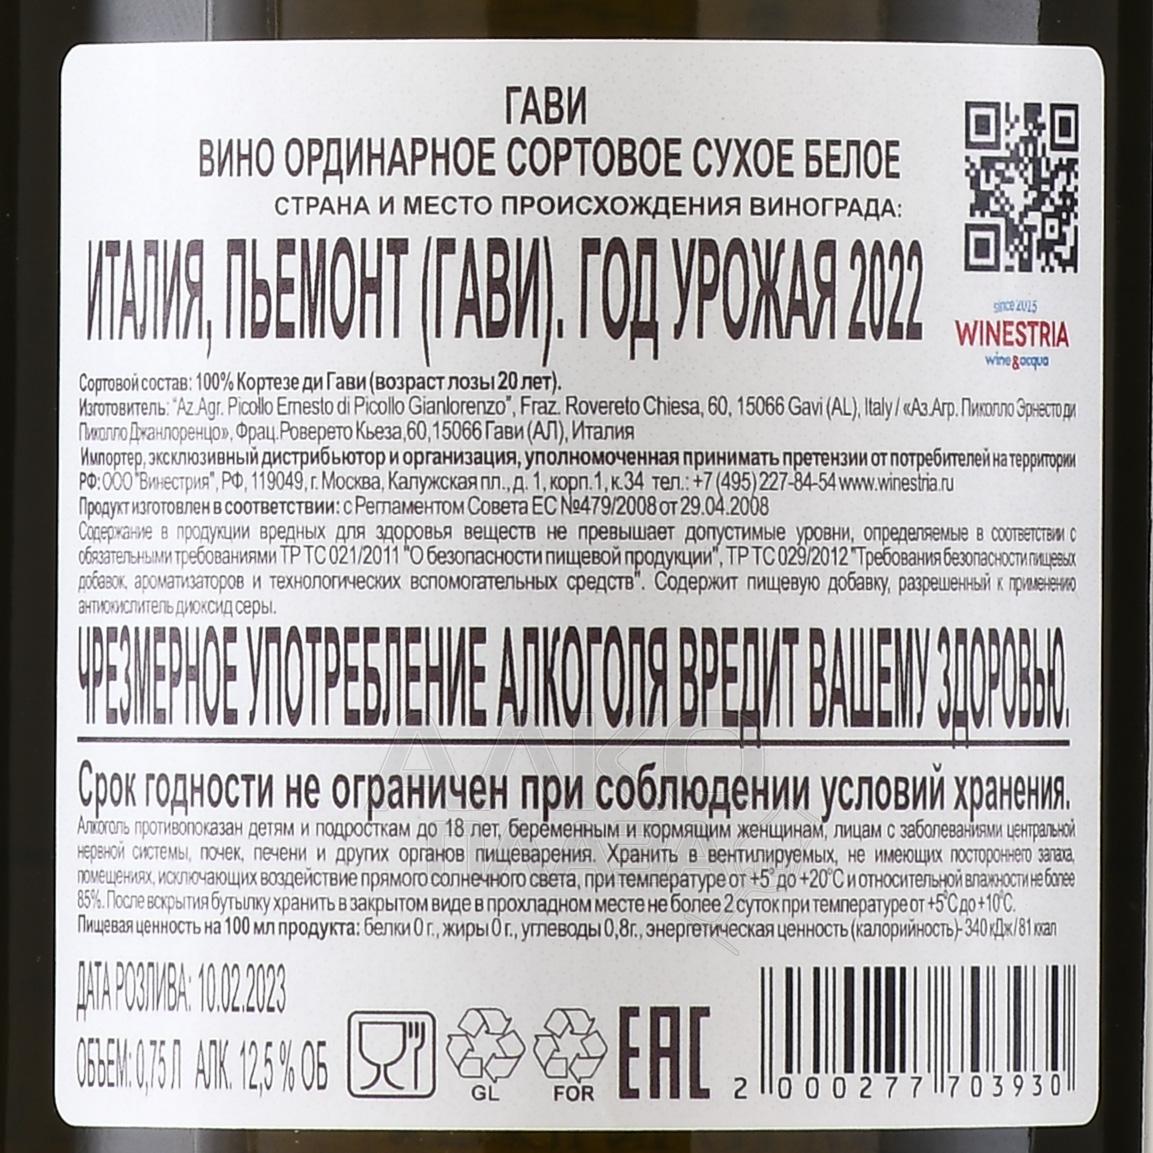 ГАВИ
ВИНО ОРДИНАРНОЕ СОРТОВОЕ СУХОЕ БЕЛОЕ
СТРАНА И МЕСТО ПРОИСХОЖДЕНИЯ ВИНОГРАДА:
ИТАЛИЯ, ПЬЕМОНТ (ГАВИ). ГОД УРОЖАЯ 2022
since 2015
WINESTRIA
wine&acqua
Сортовой состав: 100% Кортезе ди Гави (возраст лозы 20 лет).
Изготовитель: "Az.Agr. Picollo Ernesto di Picollo Gianlorenzo", Fraz. Rovereto Chiesa, 60, 15066 Gavi (AL), Italy / «Аз.Агр. Пиколло Эрнесто ди
Пиколло Джанлоренцо», Фрац.Роверето Кьеза,60,15066 Гави (АЛ), Италия
Импортер, эксклюзивный дистрибьютор и организация, уполномоченная принимать претензии от потребителей на территории
РФ: ООО "Винестрия", РФ, 119049, г. Москва, Калужская пл., д. 1, корп.1, к.34 тел.: +7 (495) 227-84-54 www.winestria.ru
Продукт изготовлен в соответствии: с Регламентом Совета ЕС №479/2008 от 29.04.2008
Содержание в продукции вредных для здоровья веществ не превышает допустимые уровни, определяемые в соответствии с
обязательными требованиями ТР ТС 021/2011 "О безопасности пищевой продукции", ТР ТС 029/2012 "Требования безопасности пищевых
добавок, ароматизаторов и технологических вспомогательных средств". Содержит пищевую добавку, разрешенный к применению
антиокислитель диоксид серы.
ЧРЕЗМЕРНОЕ УПОТРЕБЛЕНИЕ АЛКОГОЛЯ ВРЕДИТ ВАШЕМУ ЗДОРОВЬЮ.
Срок годности не ограничен при соблюдении условий хранения.
Алкоголь противопоказан детям и подросткам до 18 лет, беременным и кормящим женщинам, лицам с заболеваниями центральной
нервной системы, почек, печени и других органов пищеварения. Хранить в вентилируемых, не имеющих постороннего запаха,
помещениях, исключающих воздействие прямого солнечного света, при температуре от +5° до +20°С и относительной влажности не более
85%. После вскрытия бутылку хранить в закрытом виде в прохладном месте не более 2 суток при температуре от +5°С до +10°С.
Пищевая ценность на 100 мл продукта: белки 0 г., жиры 0 г., углеводы 0,8г., энергетическая ценность (калорийность)- 340 кДж / 81 ккал
ДАТА РОЗЛИВА: 10.02.2023
ОБЪЕМ: 0,75 Л АЛК. 12,5 % ОБ
GL
FOR
ЕАС
2 000277 703930
АЛКО
ПЛАНЕТА